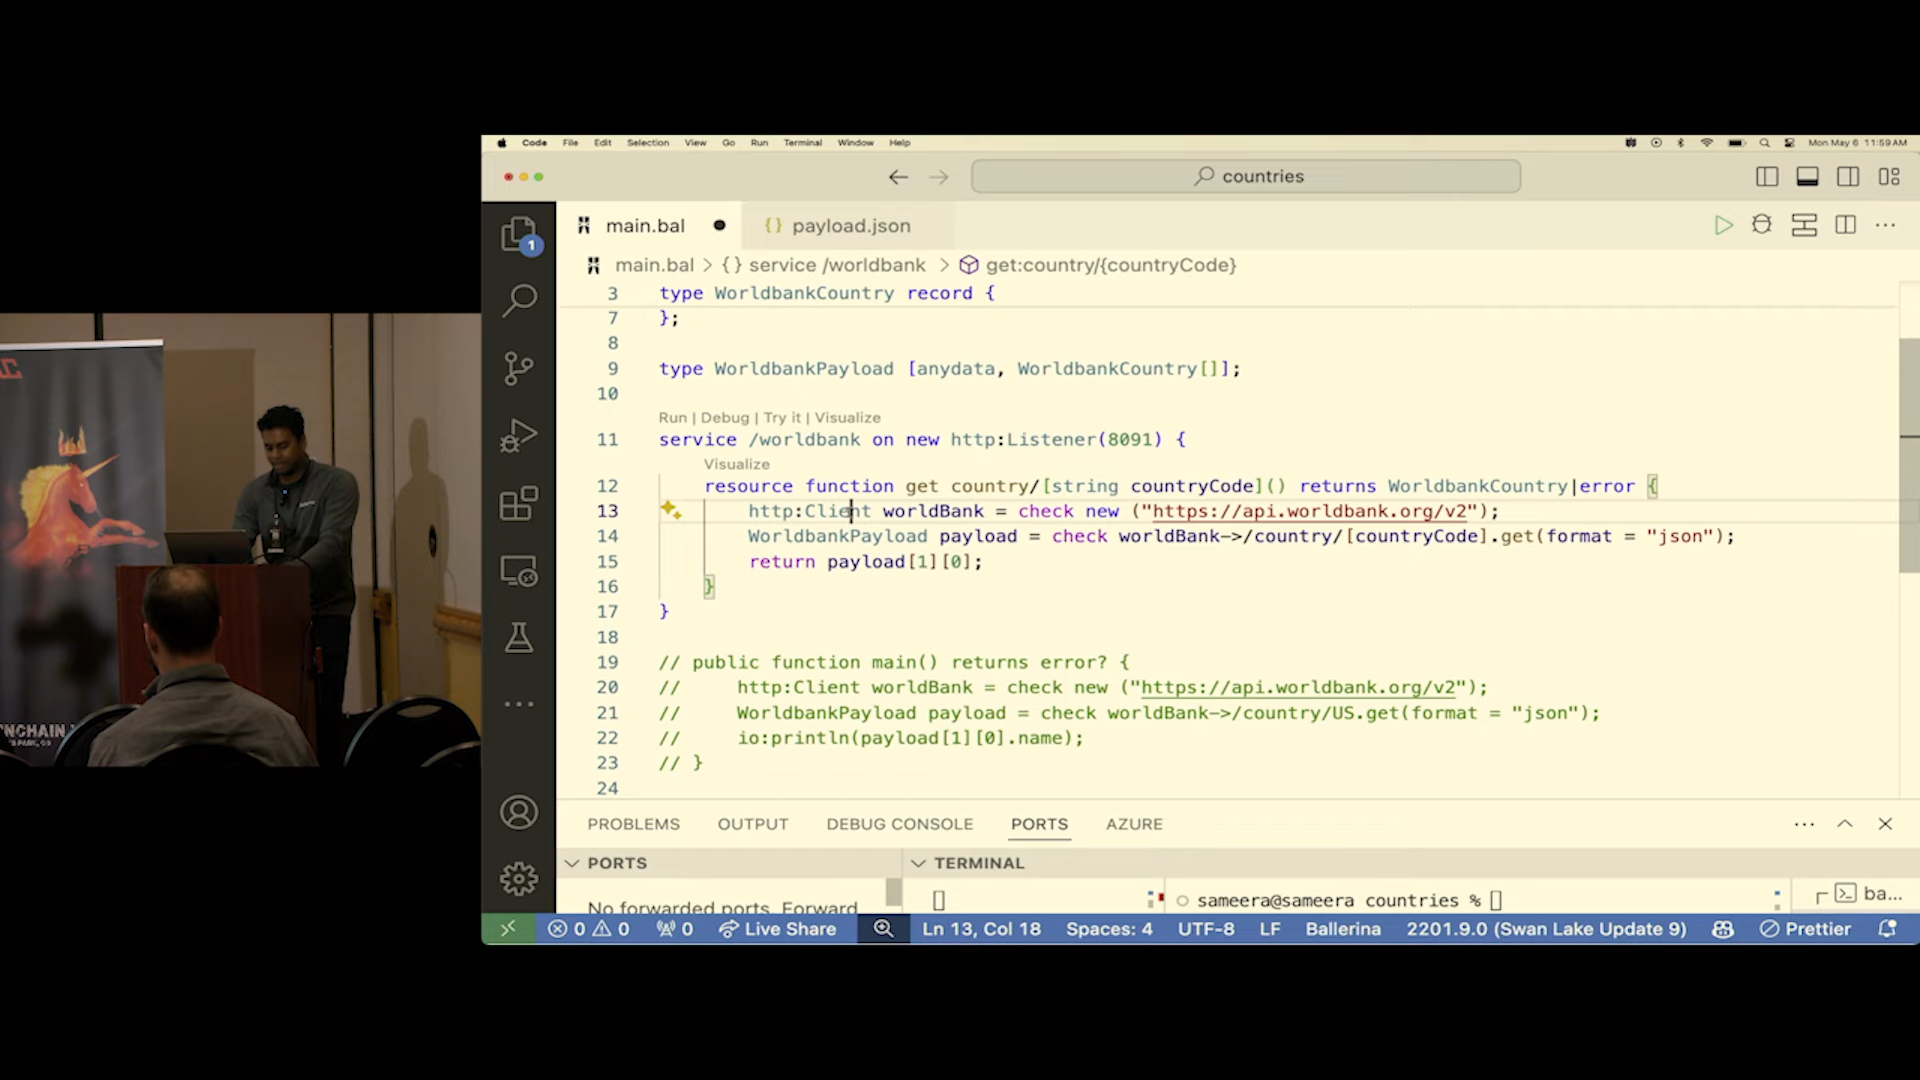 Code File Edit Selection View Go Run Terminal Window Help Mon May 6 11:59 AM
countries
1
main.bal payload.json
main.bal > {} service /worldbank > get:country/{countryCode}
3 type WorldbankCountry record {
7 };
8
9 type WorldbankPayload [anydata, WorldbankCountry[]];
10
Run | Debug | Try it | Visualize
11 service /worldbank on new http:Listener(8091) {
Visualize
12 resource function get country/[string countryCode]() returns WorldbankCountry|error {
13 http:Client worldBank = check new ("https://api.worldbank.org/v2");
14 WorldbankPayload payload = check worldBank->/country/[countryCode].get(format = "json");
15 return payload[1][0];
16 }
17 }
18
19 // public function main() returns error? {
20 // http:Client worldBank = check new ("https://api.worldbank.org/v2");
21 // WorldbankPayload payload = check worldBank->/country/US.get(format = "json");
22 // io:println(payload[1][0].name);
23 // }
24
PROBLEMS OUTPUT DEBUG CONSOLE PORTS AZURE
PORTS TERMINAL
No forwarded ports. Forward
sameera@sameera countries %
ba...
0 0 0 Live Share Ln 13, Col 18 Spaces: 4 UTF-8 LF Ballerina 2201.9.0 (Swan Lake Update 9) Prettier